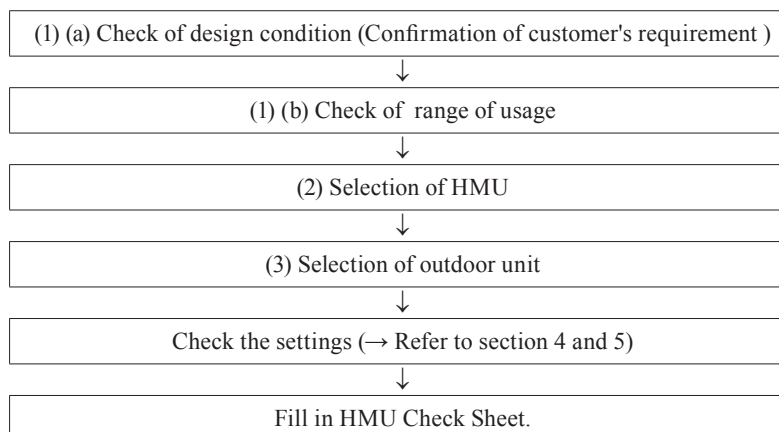 (1) (a) Check of design condition (Confirmation of customer's requirement )
↓
(1) (b) Check of range of usage
↓
(2) Selection of HMU
↓
(3) Selection of outdoor unit
↓
Check the settings (→ Refer to section 4 and 5)
↓
Fill in HMU Check Sheet.